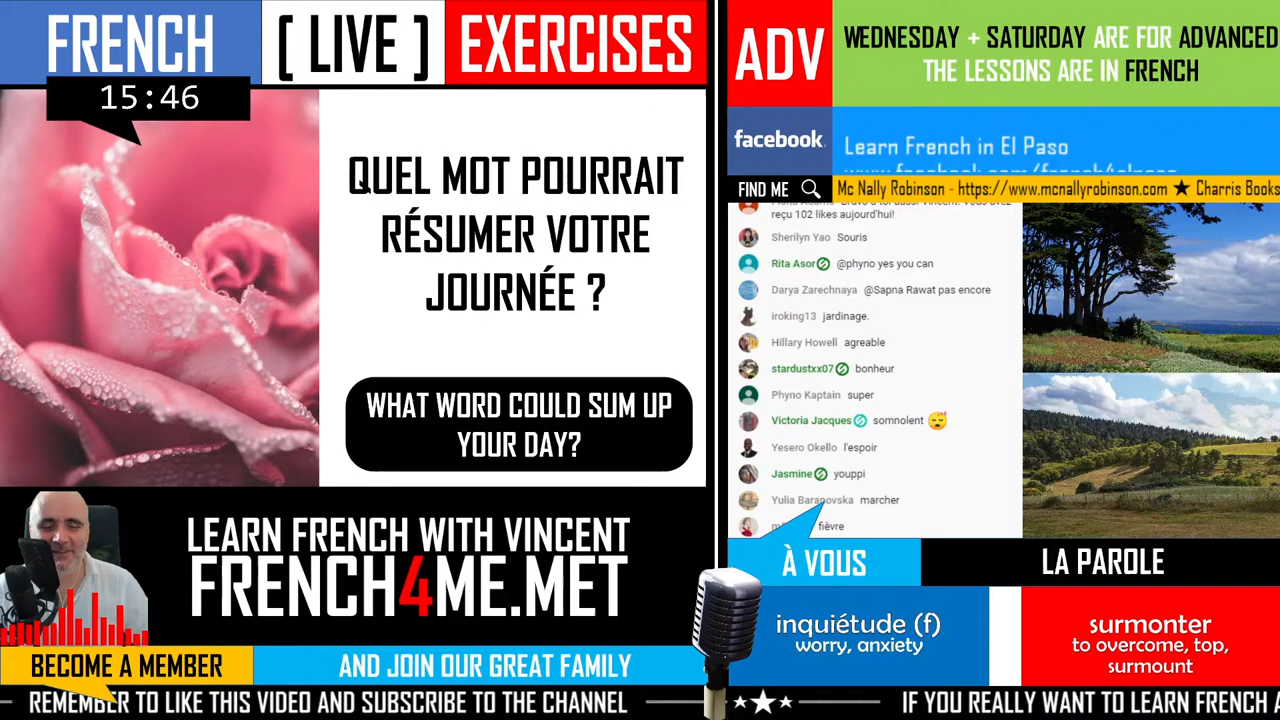 FRENCH
[ LIVE ]
EXERCISES
15:46
QUEL MOT POURRAIT
RÉSUMER VOTRE
JOURNÉE ?
WHAT WORD COULD SUM UP
YOUR DAY?
LEARN FRENCH WITH VINCENT
FRENCH4ME.MET
BECOME A MEMBER
AND JOIN OUR GREAT FAMILY
REMEMBER TO LIKE THIS VIDEO AND SUBSCRIBE TO THE CHANNEL
IF YOU REALLY WANT TO LEARN FRENCH
ADV
WEDNESDAY + SATURDAY ARE FOR ADVANCED
THE LESSONS ARE IN FRENCH
facebook
Learn French in El Paso
FIND ME
Mc Nally Robinson - https://www.mcnallyrobinson.com ★ Charris Books
reçu 102 likes aujourd'hui!
Sherilyn Yao Souris
Rita Asor @phyno yes you can
Darya Zarechnaya @Sapna Rawat pas encore
iroking13 jardinage.
Hillary Howell agreable
stardustxx07 bonheur
Phyno Kaptain super
Victoria Jacques somnolent 😴
Yesero Okello l'espoir
Jasmine youppi
Yulia Baranovska marcher
fièvre
À VOUS
LA PAROLE
inquiétude (f)
worry, anxiety
surmonter
to overcome, top,
surmount